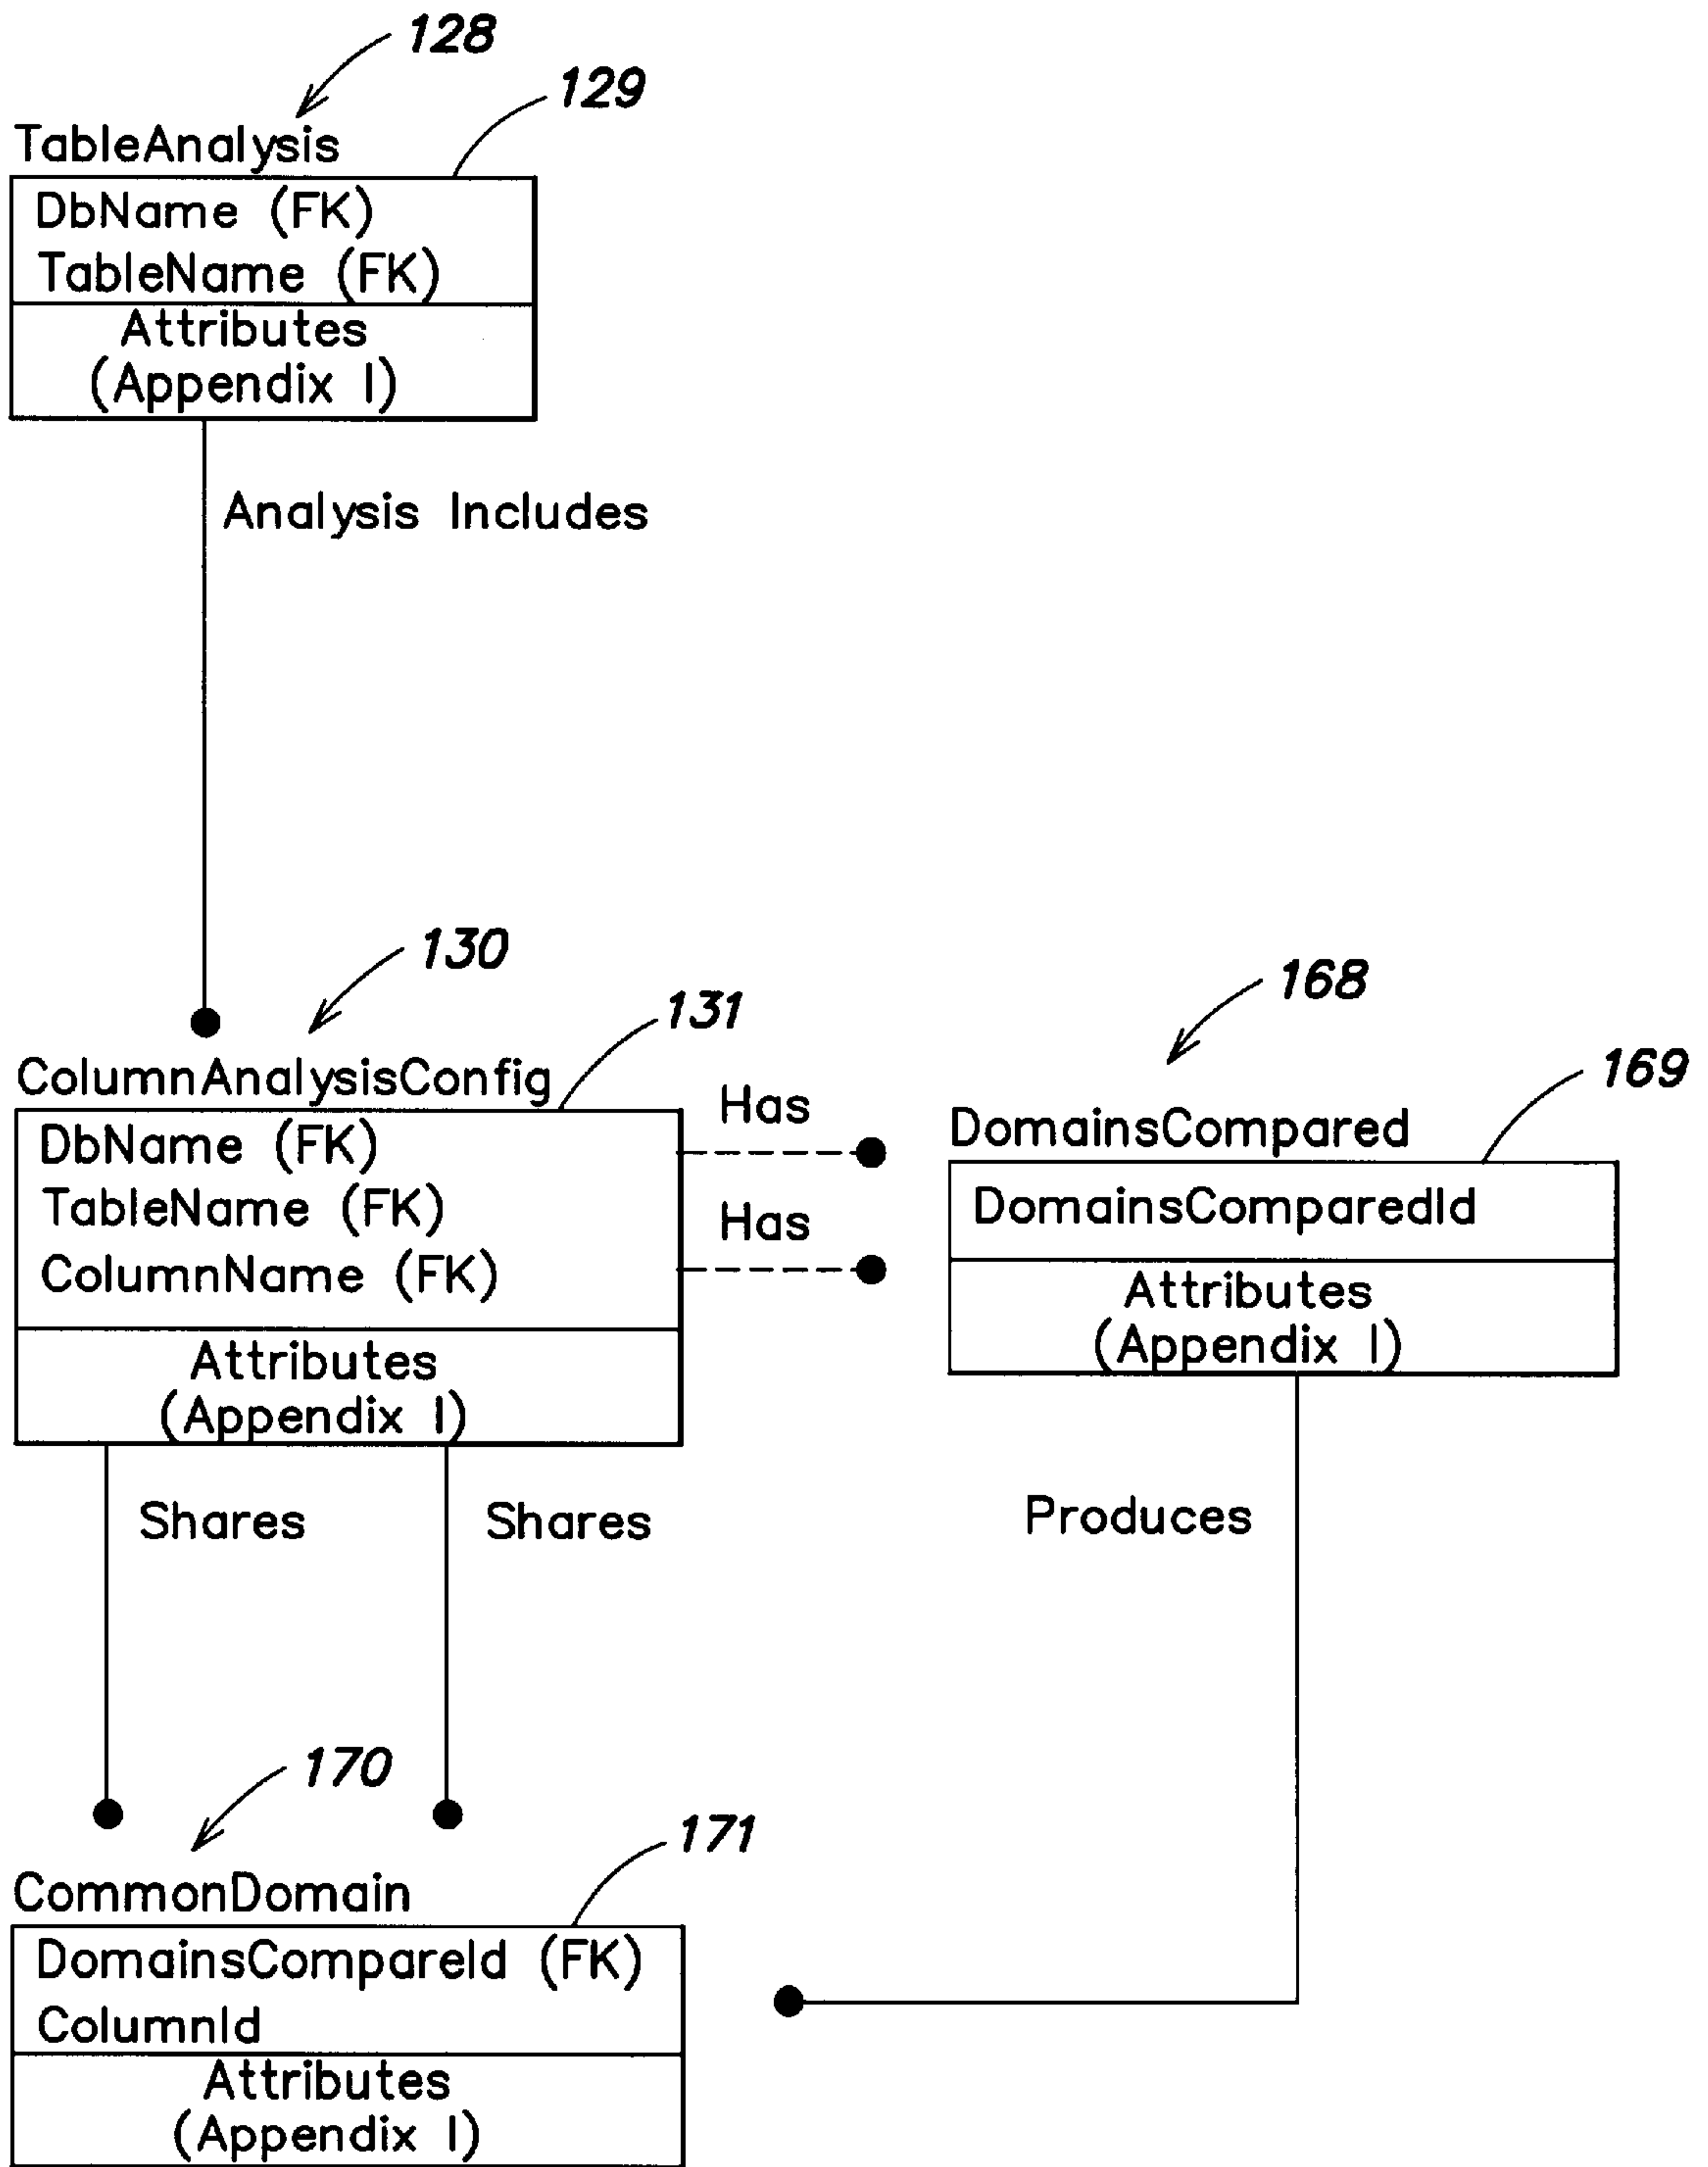 128
129
TableAnalysis
DbName (FK)
TableName (FK)
Attributes
(Appendix I)
Analysis Includes
130
131
168
169
ColumnAnalysisConfig
DbName (FK)
TableName (FK)
ColumnName (FK)
Attributes
(Appendix I)
Has
Has
DomainsCompared
DomainsComparedId
Attributes
(Appendix I)
Shares
Shares
Produces
170
171
CommonDomain
DomainsCompareId (FK)
ColumnId
Attributes
(Appendix I)